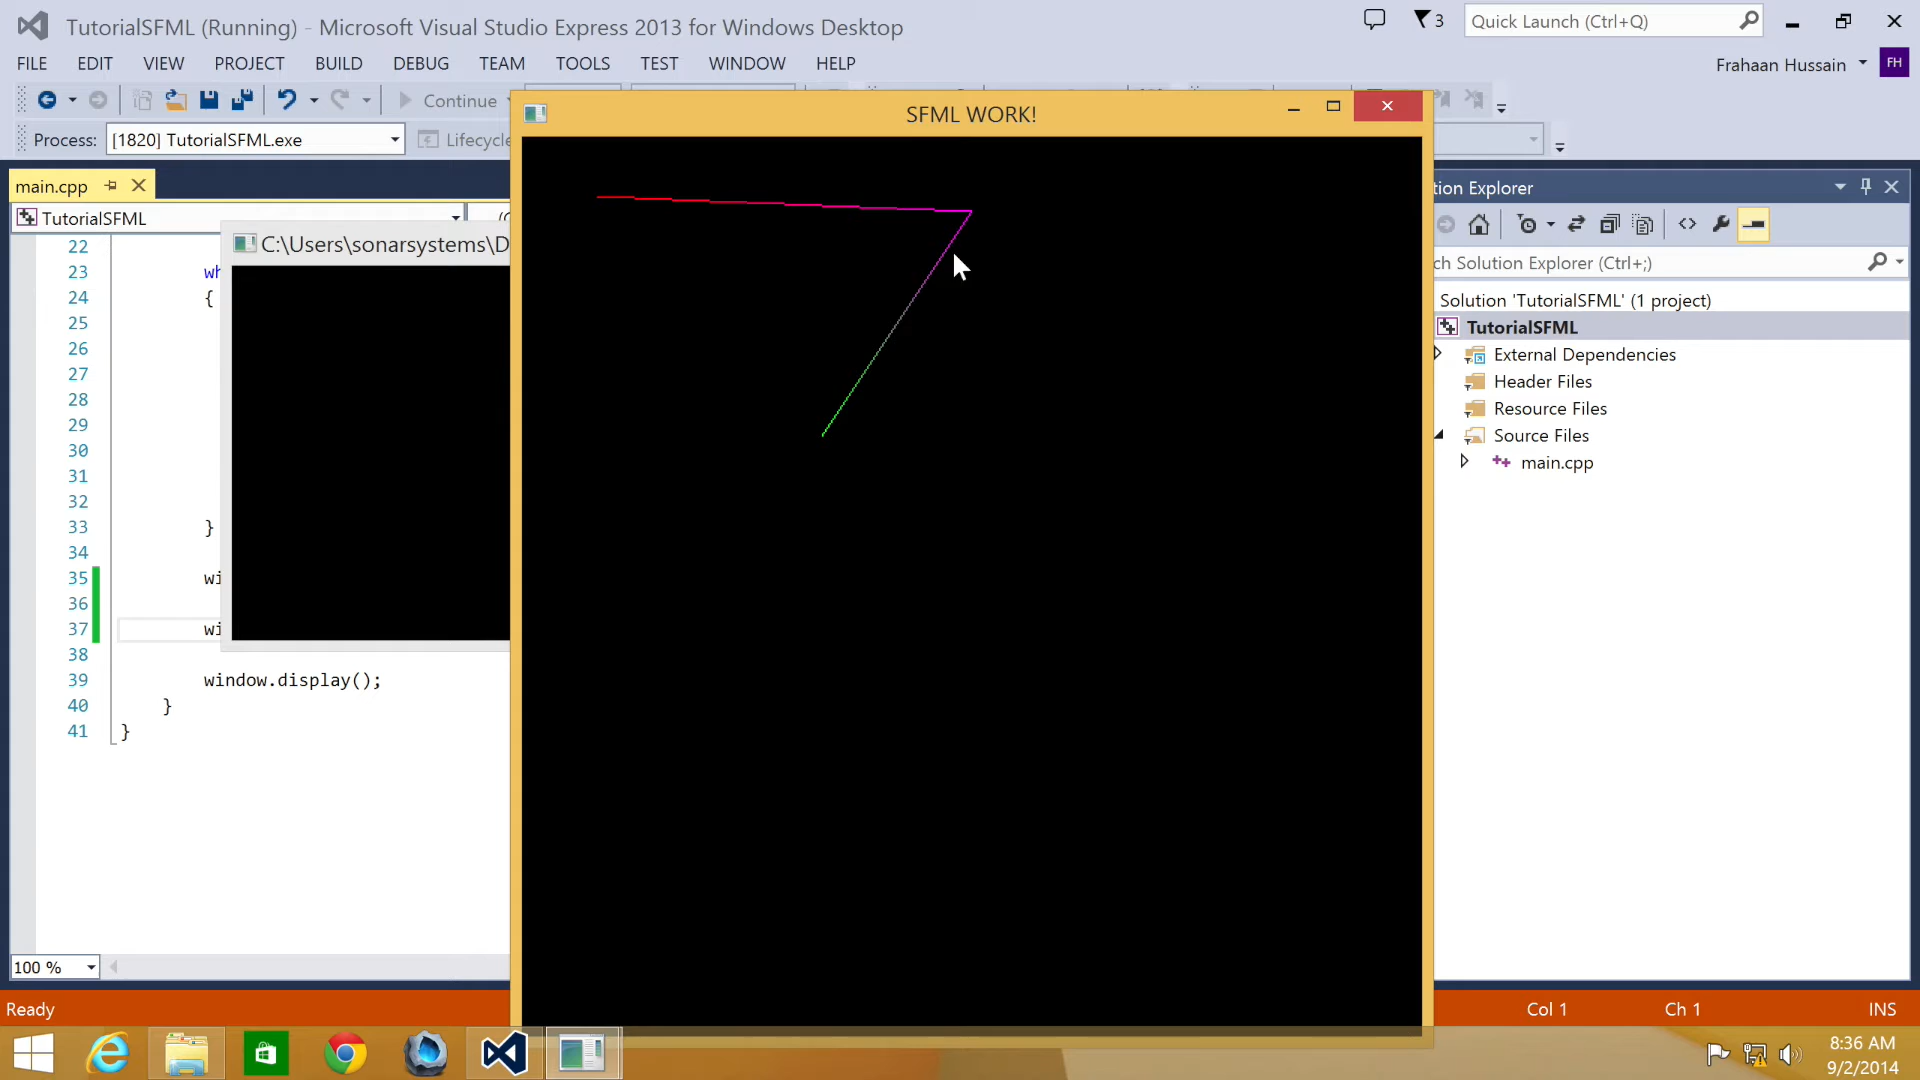 TutorialSFML (Running) - Microsoft Visual Studio Express 2013 for Windows Desktop
3
Quick Launch (Ctrl+Q)
FILE EDIT VIEW PROJECT BUILD DEBUG TEAM TOOLS TEST WINDOW HELP
Frahaan Hussain
FH
Continue
SFML WORK!
Process: [1820] TutorialSFML.exe
Lifecycle
main.cpp
tion Explorer
TutorialSFML
C:\Users\sonarsystems\D
ch Solution Explorer (Ctrl+;)
Solution 'TutorialSFML' (1 project)
TutorialSFML
External Dependencies
Header Files
Resource Files
Source Files
main.cpp
22
23 wh
24 {
25
26
27
28
29
30
31
32
33 }
34
35 wi
36
37 wi
38
39 window.display();
40 }
41 }
100 %
Ready
Col 1
Ch 1
INS
8:36 AM
9/2/2014